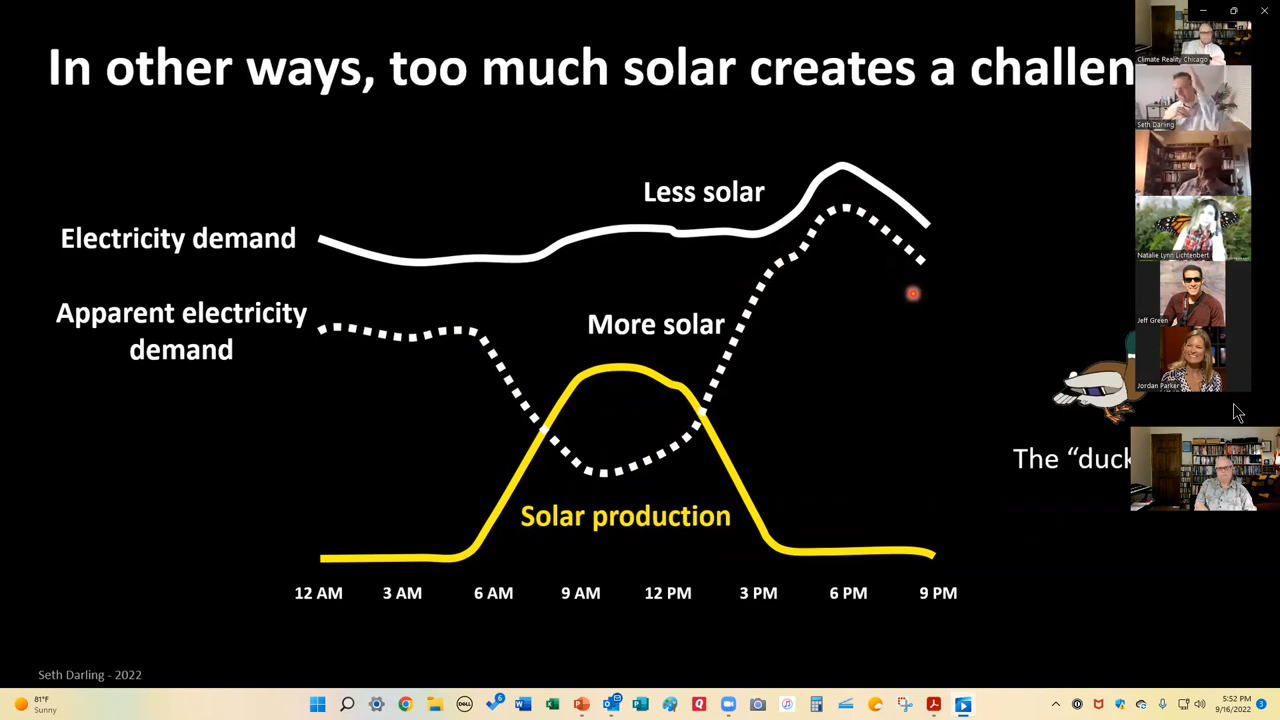 In other ways, too much solar creates a challen
Climate Reality Chicago
Seth Darling
Less solar
Electricity demand
Natalie Lynn Lichtenbert
Apparent electricity
demand
More solar
Jeff Green
Jordan Parker
The “duck
Solar production
12 AM 3 AM 6 AM 9 AM 12 PM 3 PM 6 PM 9 PM
Seth Darling - 2022
81°F
Sunny
5:52 PM
9/16/2022